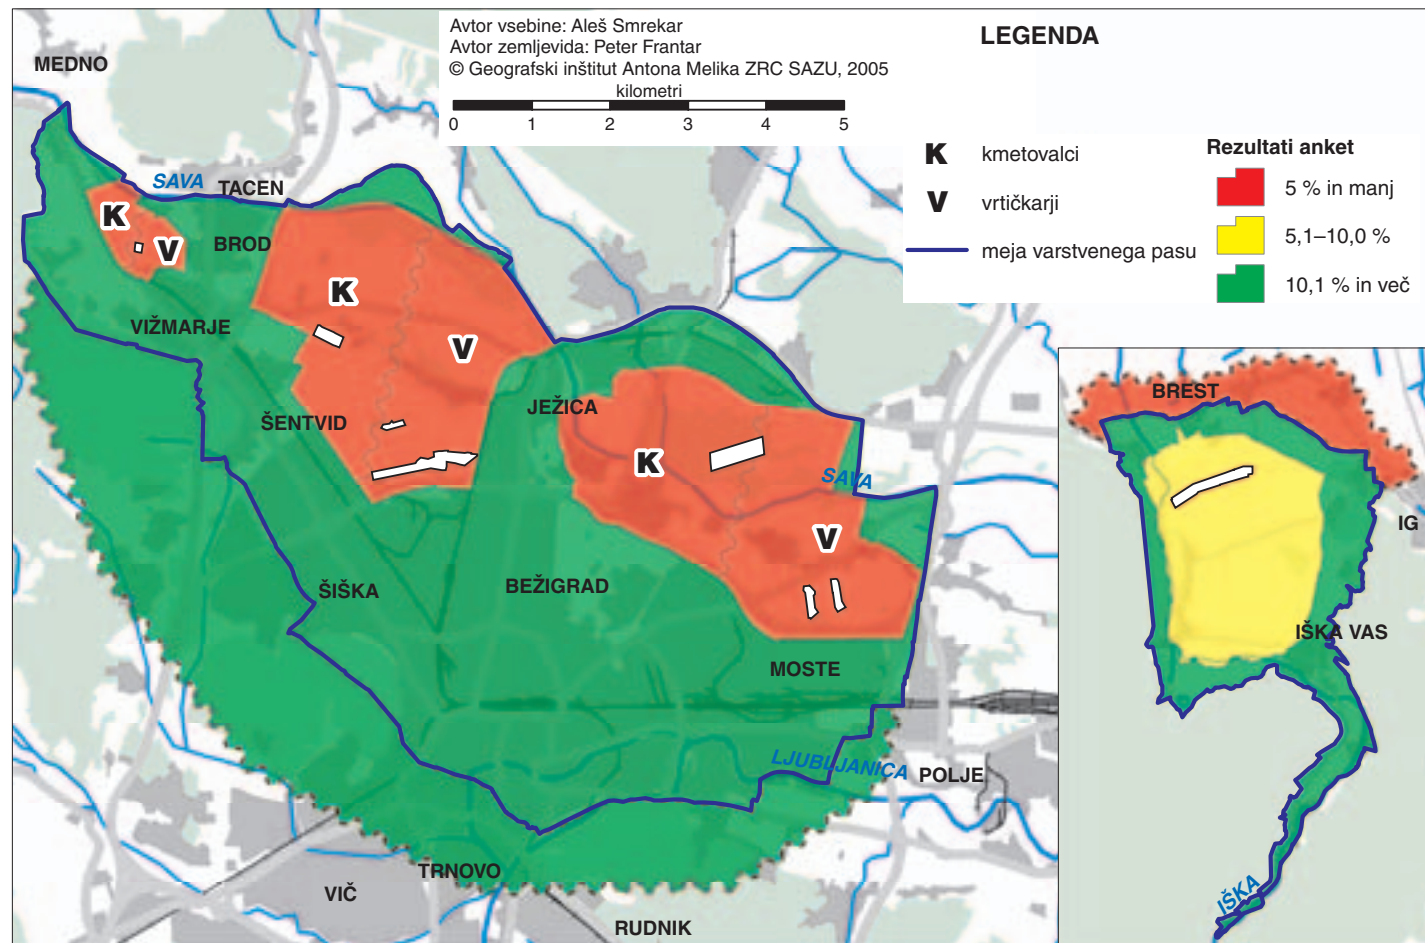 Avtor vsebine: Aleš Smrekar
Avtor zemljevida: Peter Frantar
© Geografski inštitut Antona Melika ZRC SAZU, 2005
kilometri
0 1 2 3 4 5
LEGENDA
K kmetovalci
V vrtičkarji
meja varstvenega pasu
Rezultati anket
5 % in manj
5,1–10,0 %
10,1 % in več
MEDNO
SAVA
TACEN
K
V
BROD
K
VIŽMARJE
V
ŠENTVID
JEŽICA
K
SAVA
V
ŠIŠKA
BEŽIGRAD
MOSTE
LJUBLJANICA
POLJE
TRNOVO
VIČ
RUDNIK
BREST
IG
IŠKA VAS
IŠKA